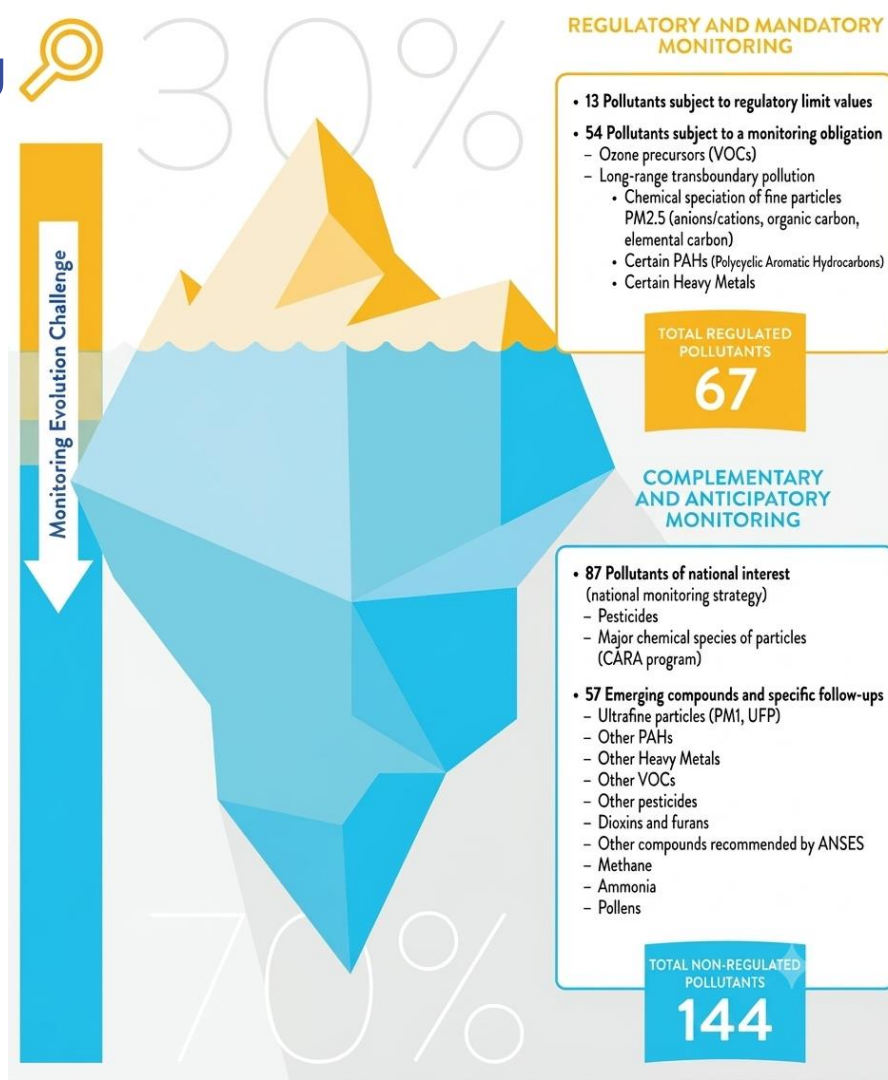 30%
REGULATORY AND MANDATORY
MONITORING
• 13 Pollutants subject to regulatory limit values
• 54 Pollutants subject to a monitoring obligation
– Ozone precursors (VOCs)
– Long-range transboundary pollution
• Chemical speciation of fine particles
PM2.5 (anions/cations, organic carbon,
elemental carbon)
• Certain PAHs (Polycyclic Aromatic Hydrocarbons)
• Certain Heavy Metals
TOTAL REGULATED
POLLUTANTS
67
Monitoring Evolution Challenge
COMPLEMENTARY
AND ANTICIPATORY
MONITORING
• 87 Pollutants of national interest
(national monitoring strategy)
– Pesticides
– Major chemical species of particles
(CARA program)
• 57 Emerging compounds and specific follow-ups
– Ultrafine particles (PM1, UFP)
– Other PAHs
– Other Heavy Metals
– Other VOCs
– Other pesticides
– Dioxins and furans
– Other compounds recommended by ANSES
– Methane
– Ammonia
– Pollens
70%
TOTAL NON-REGULATED
POLLUTANTS
144